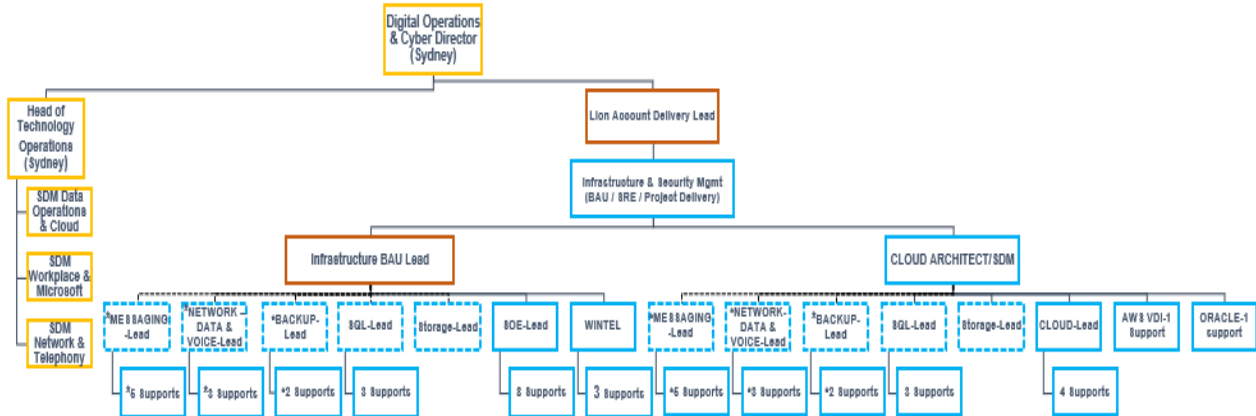 Digital Operations
& Cyber Director
(Sydney)
Head of
Technology
Operations
(Sydney)
Lion Account Delivery Lead
Infrastructure & Security Mgmt
(BAU / SRE / Project Delivery)
SDM Data
Operations
& Cloud
SDM
Workplace &
Microsoft
SDM
Network &
Telephony
Infrastructure BAU Lead
CLOUD ARCHITECT/SDM
*MESSAGING
-Lead
*NETWORK –
DATA &
VOICE-Lead
*BACKUP-
Lead
SQL-Lead
Storage-Lead
SOE-Lead
WINTEL
*MESSAGING
-Lead
*NETWORK-
DATA &
VOICE-Lead
*BACKUP-
Lead
SQL-Lead
Storage-Lead
CLOUD-Lead
AWS VDI-1
Support
ORACLE-1
support
*5 Supports
*3 Supports
*2 Supports
3 Supports
8 Supports
3 Supports
*5 Supports
*3 Supports
*2 Supports
3 Supports
4 Supports